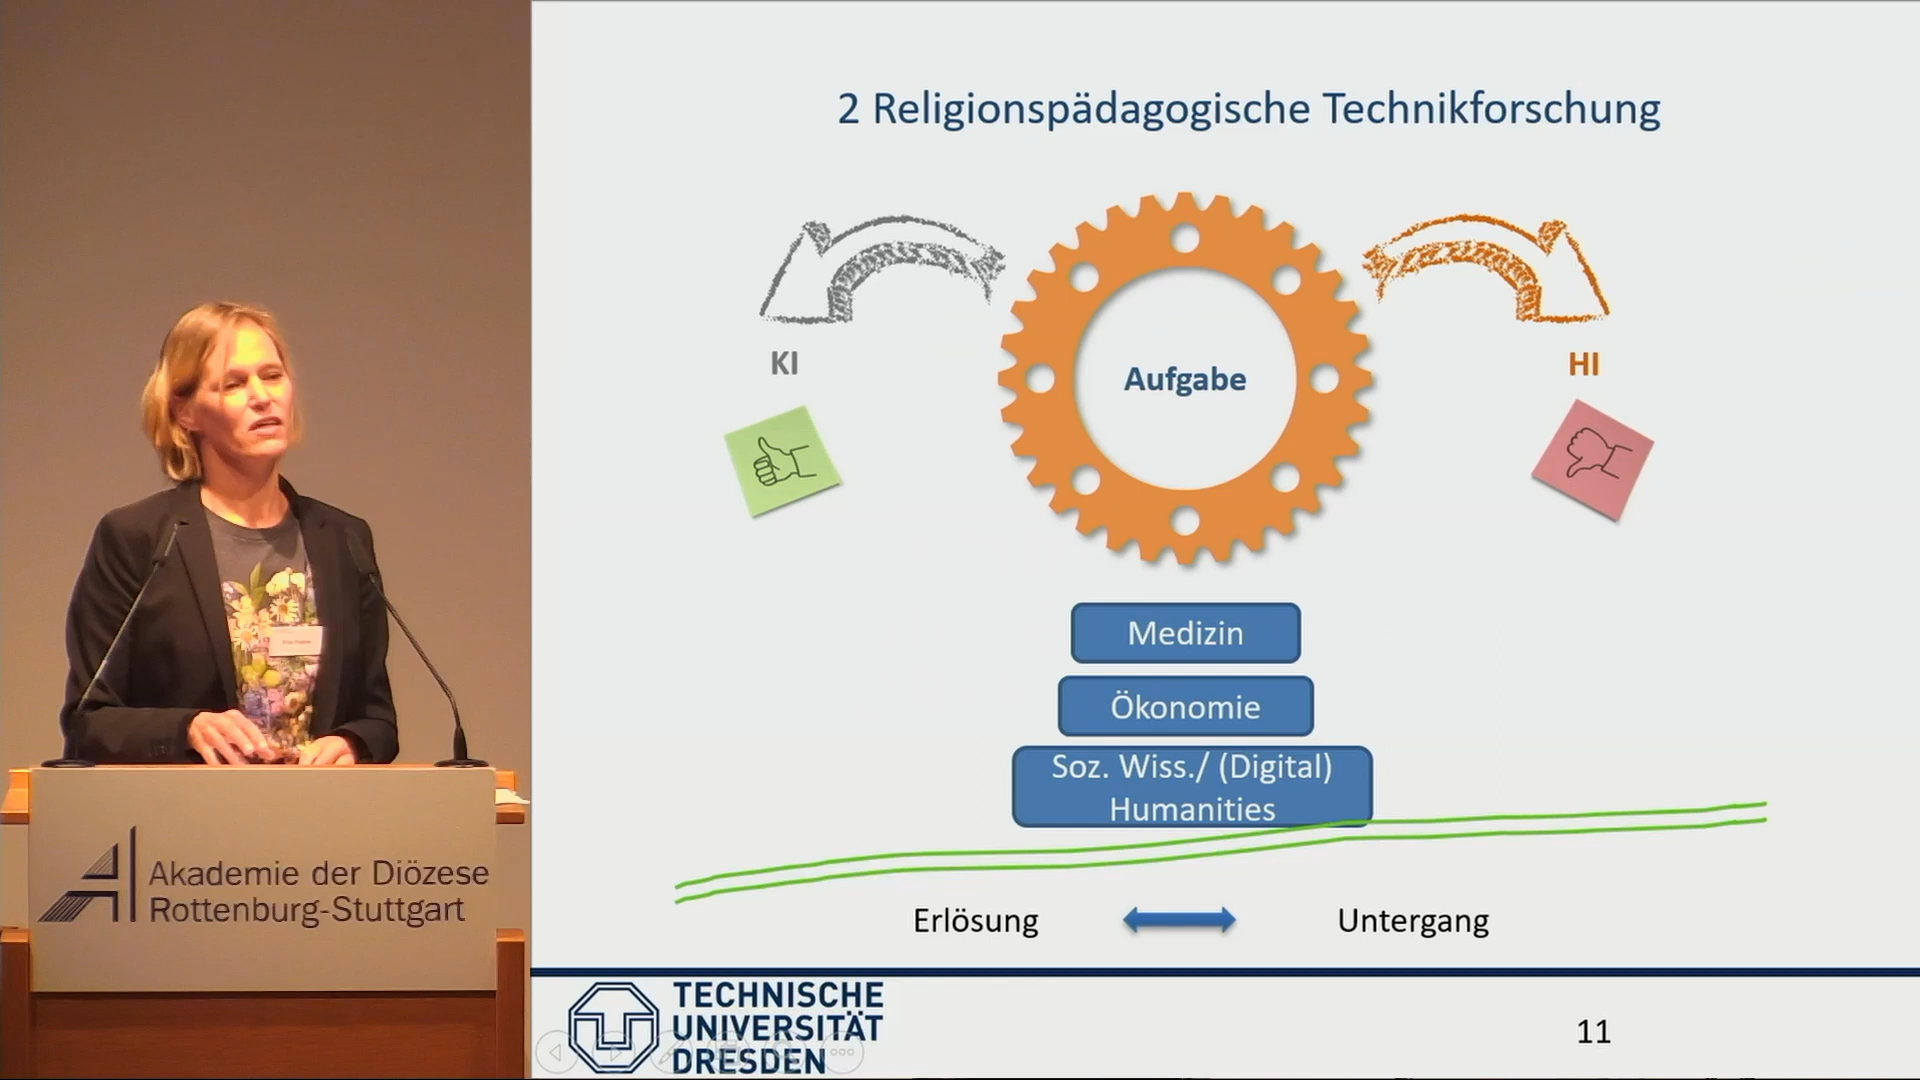 2 Religionspädagogische Technikforschung
KI
Aufgabe
HI
Medizin
Ökonomie
Soz. Wiss./ (Digital)
Humanities
Erlösung
Untergang
Akademie der Diözese
Rottenburg-Stuttgart
TECHNISCHE
UNIVERSITÄT
DRESDEN
11